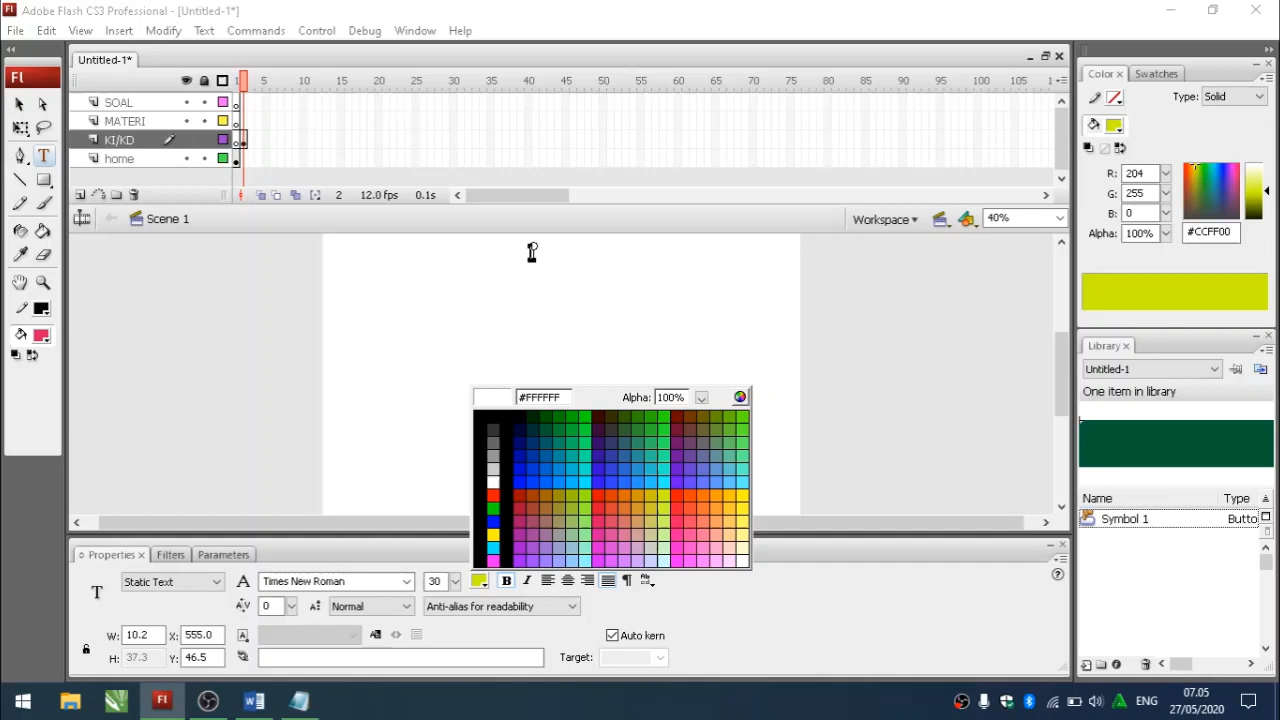 Adobe Flash CS3 Professional - [Untitled-1*]
File Edit View Insert Modify Text Commands Control Debug Window Help
Fl
Untitled-1*
1 5 10 15 20 25 30 35 40 45 50 55 60 65 70 75 80 85 90 95 100 105
SOAL
MATERI
KI/KD
home
2 12.0 fps 0.1s
Scene 1
Workspace
40%
#FFFFFF Alpha: 100%
Properties Filters Parameters
T Static Text A Times New Roman 30 B I
0 Normal Anti-alias for readability
W: 10.2 X: 555.0
Auto kern
H: 37.3 Y: 46.5
Target:
Color Swatches
Type: Solid
R: 204
G: 255
B: 0
Alpha: 100% #CCFF00
Library
Untitled-1
One item in library
Name Type
Symbol 1 Butto
Fl
W
ENG
07.05
27/05/2020